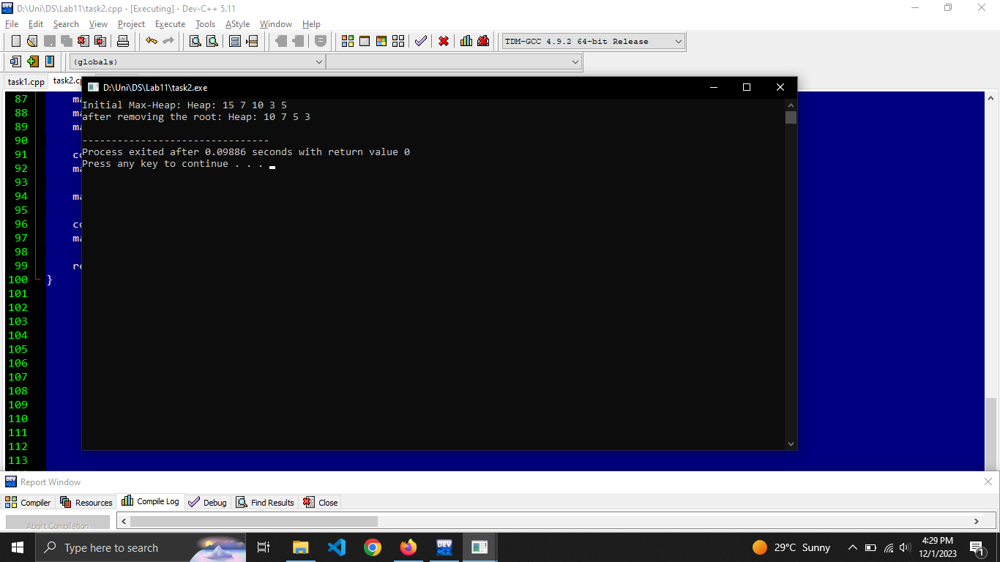 D:\Uni\DS\Lab11\task2.cpp - [Executing] - Dev-C++ 5.11
File Edit Search View Project Execute Tools AStyle Window Help
TDM-GCC 4.9.2 64-bit Release
(globals)
task1.cpp task2.cp
D:\Uni\DS\Lab11\task2.exe
Initial Max-Heap: Heap: 15 7 10 3 5
after removing the root: Heap: 10 7 5 3
--------------------------------
Process exited after 0.09886 seconds with return value 0
Press any key to continue . . .
87 ma
88 ma
89 ma
90
91 co
92 ma
93
94 ma
95
96 co
97 ma
98
99 re
100 }
101
102
103
104
105
106
107
108
109
110
111
112
113
Report Window
Compiler Resources Compile Log Debug Find Results Close
Abort Compilation
Type here to search
29°C Sunny
4:29 PM
12/1/2023
1